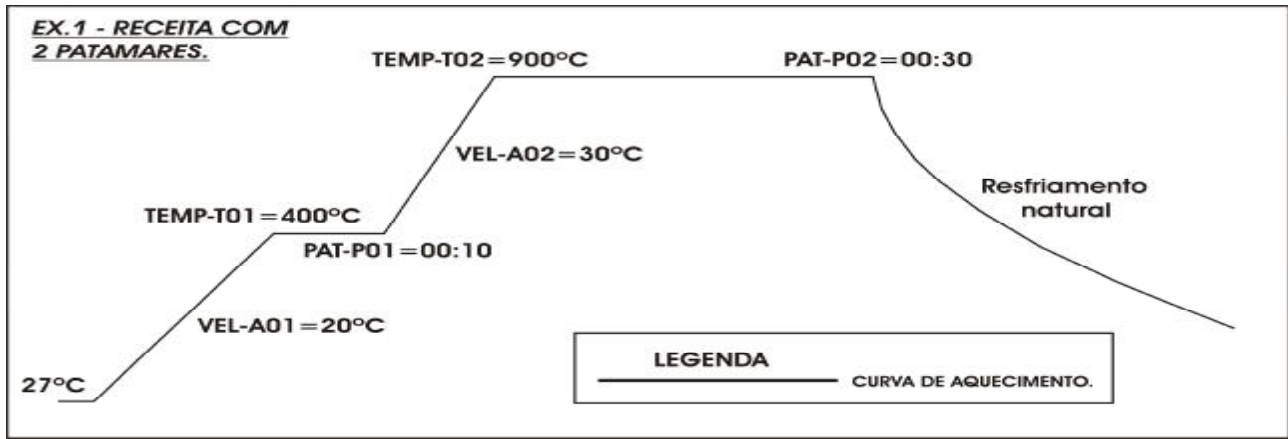 EX.1 - RECEITA COM
2 PATAMARES.
TEMP-T02=900°C
PAT-P02=00:30
VEL-A02=30°C
Resfriamento
natural
TEMP-T01=400°C
PAT-P01=00:10
VEL-A01=20°C
27°C
LEGENDA
CURVA DE AQUECIMENTO.